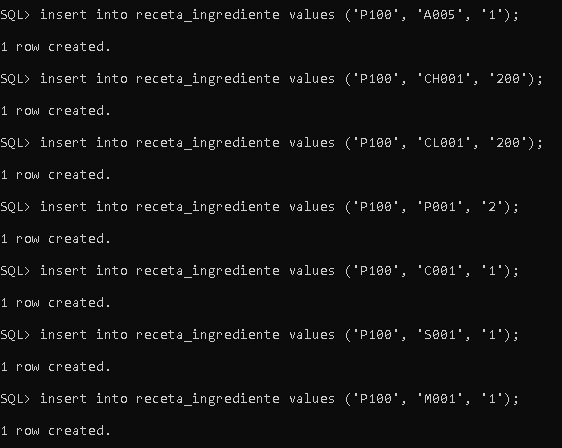 SQL> insert into receta_ingrediente values ('P100', 'A005', '1');
1 row created.
SQL> insert into receta_ingrediente values ('P100', 'CH001', '200');
1 row created.
SQL> insert into receta_ingrediente values ('P100', 'CL001', '200');
1 row created.
SQL> insert into receta_ingrediente values ('P100', 'P001', '2');
1 row created.
SQL> insert into receta_ingrediente values ('P100', 'C001', '1');
1 row created.
SQL> insert into receta_ingrediente values ('P100', 'S001', '1');
1 row created.
SQL> insert into receta_ingrediente values ('P100', 'M001', '1');
1 row created.